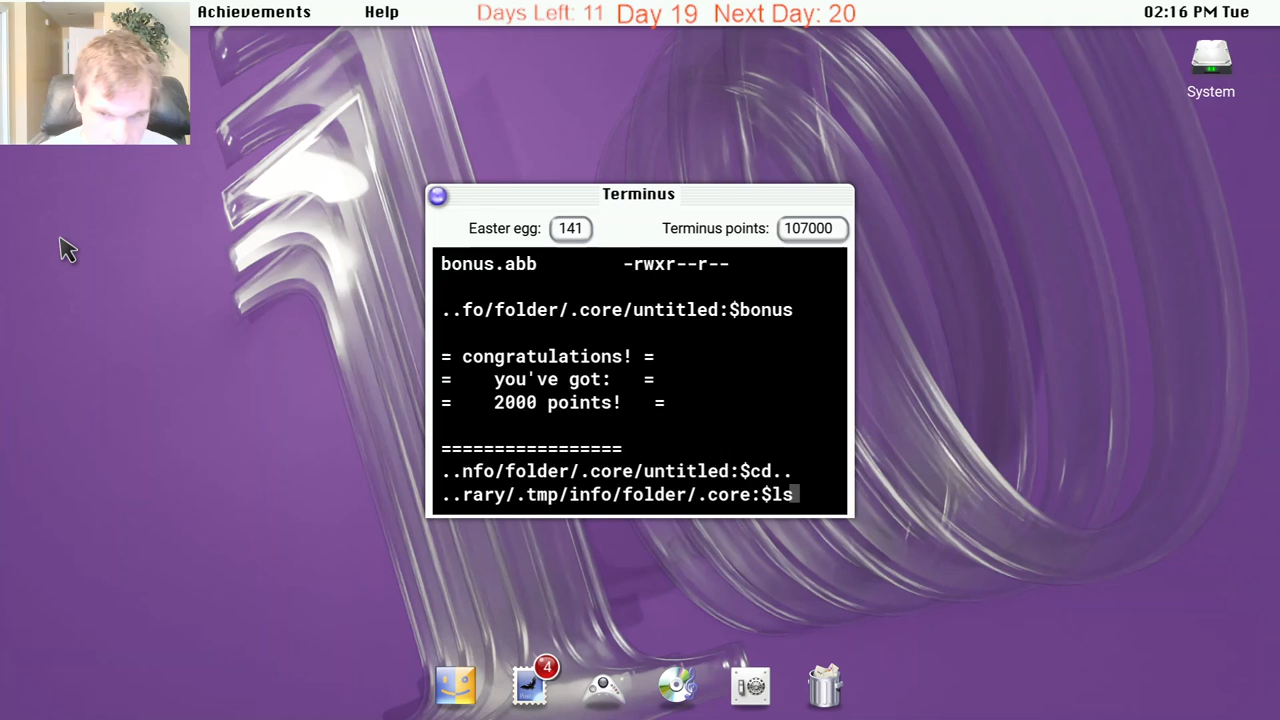 Achievements Help Days Left: 11 Day 19 Next Day: 20 02:16 PM Tue
System
Terminus
Easter egg: 141 Terminus points: 107000
bonus.abb -rwxr--r--
..fo/folder/.core/untitled:$bonus
= congratulations! =
= you've got: =
= 2000 points! =
=================
..nfo/folder/.core/untitled:$cd..
..rary/.tmp/info/folder/.core:$ls
4